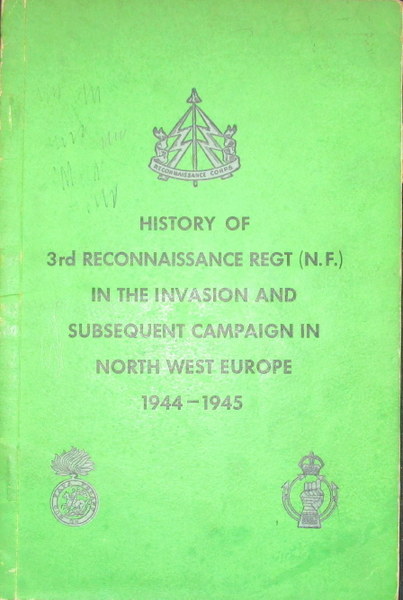 RECONNAISSANCE CORPS
HISTORY OF
3rd RECONNAISSANCE REGT (N.F.)
IN THE INVASION AND
SUBSEQUENT CAMPAIGN IN
NORTH WEST EUROPE
1944-1945